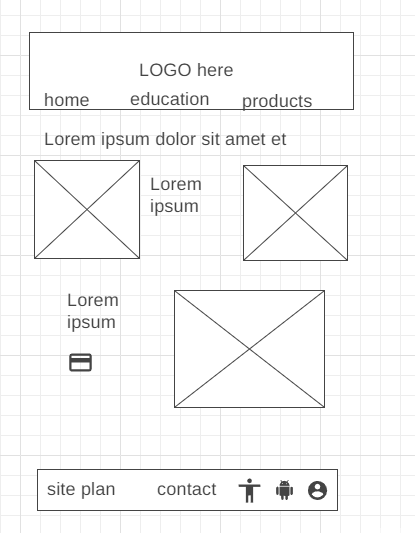 LOGO here
home education products
Lorem ipsum dolor sit amet et
Lorem
ipsum
Lorem
ipsum
site plan contact